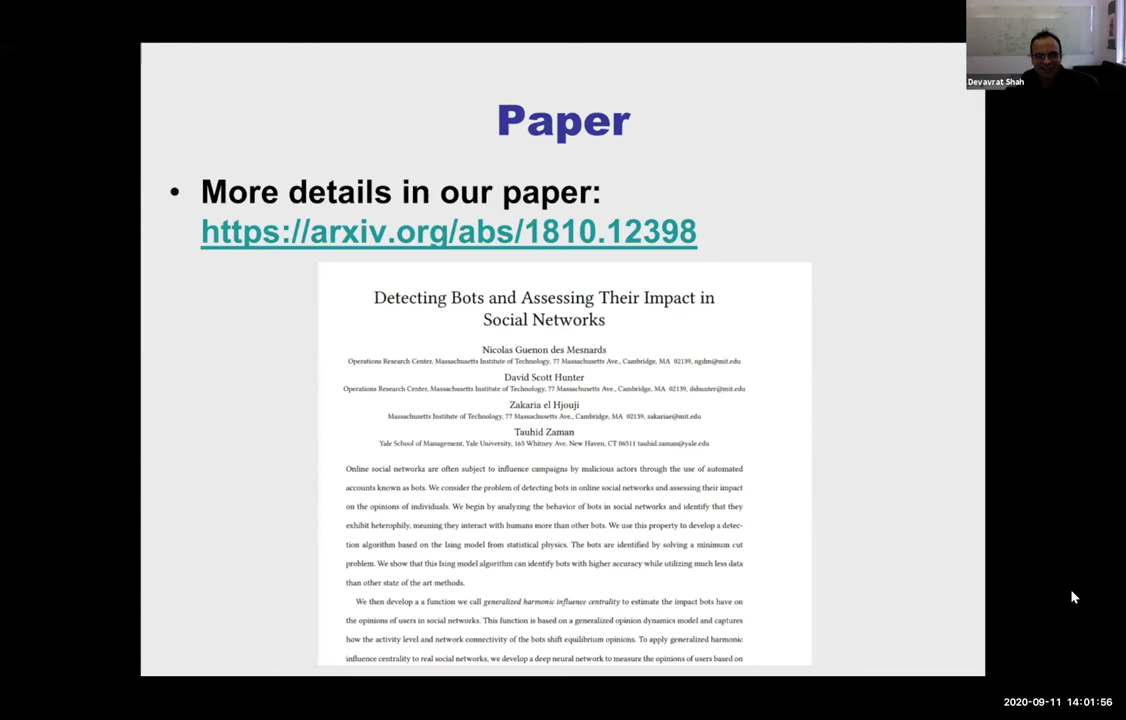 Devavrat Shah
Paper
• More details in our paper:
https://arxiv.org/abs/1810.12398
Detecting Bots and Assessing Their Impact in
Social Networks
Nicolas Guenon des Mesnards
Operations Research Center, Massachusetts Institute of Technology, 77 Massachusetts Ave., Cambridge, MA 02139, ngdm@mit.edu
David Scott Hunter
Operations Research Center, Massachusetts Institute of Technology, 77 Massachusetts Ave., Cambridge, MA 02139, dshunter@mit.edu
Zakaria el Hjouji
Massachusetts Institute of Technology, 77 Massachusetts Ave., Cambridge, MA 02139, zakariae@mit.edu
Tauhid Zaman
Yale School of Management, Yale University, 165 Whitney Ave, New Haven, CT 06511 tauhid.zaman@yale.edu
Online social networks are often subject to influence campaigns by malicious actors through the use of automated
accounts known as bots. We consider the problem of detecting bots in online social networks and assessing their impact
on the opinions of individuals. We begin by analyzing the behavior of bots in social networks and identify that they
exhibit heterophily, meaning they interact with humans more than other bots. We use this property to develop a detec-
tion algorithm based on the Ising model from statistical physics. The bots are identified by solving a minimum cut
problem. We show that this Ising model algorithm can identify bots with higher accuracy while utilizing much less data
than other state of the art methods.
We then develop a a function we call generalized harmonic influence centrality to estimate the impact bots have on
the opinions of users in social networks. This function is based on a generalized opinion dynamics model and captures
how the activity level and network connectivity of the bots shift equilibrium opinions. To apply generalized harmonic
influence centrality to real social networks, we develop a deep neural network to measure the opinions of users based on
2020-09-11 14:01:56